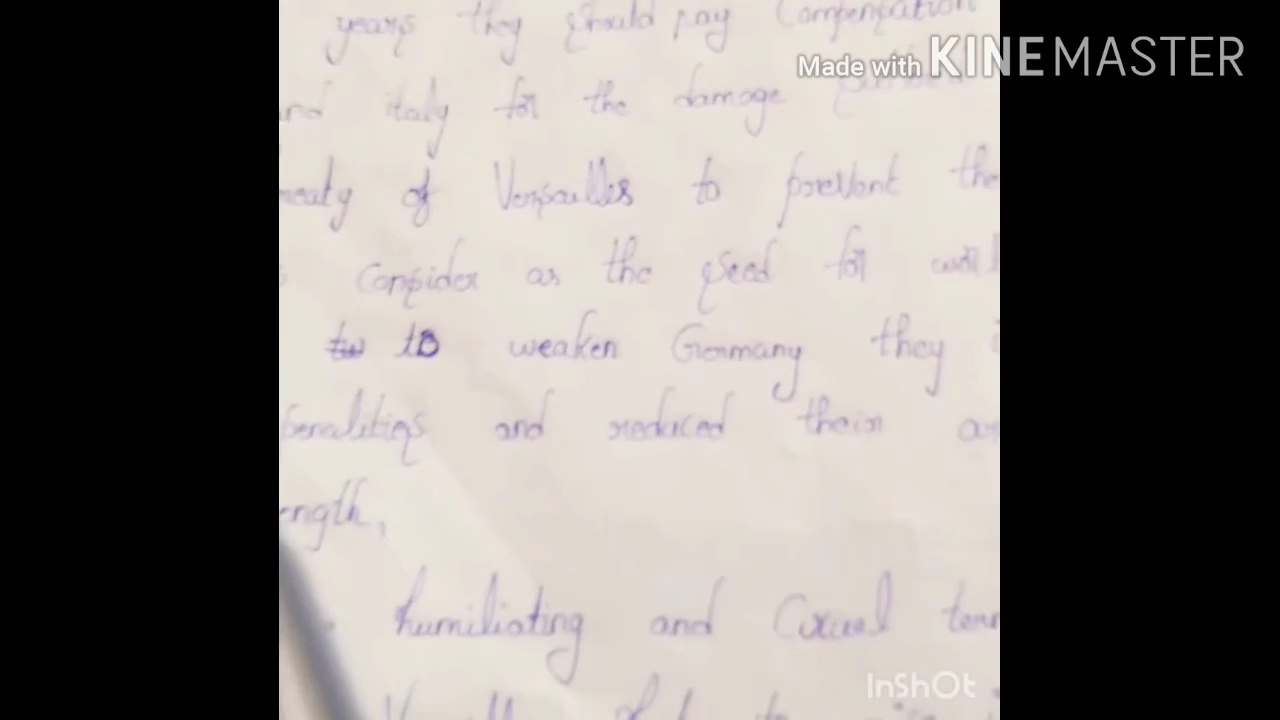 years they should pay Compensation
Made with KINEMASTER
and italy for the damage
reaty of Versailles to prevent the
Consider as the seed for
to weaken Germany they
penalities and reduced their
ength,
humiliating and Cruel
InShOt